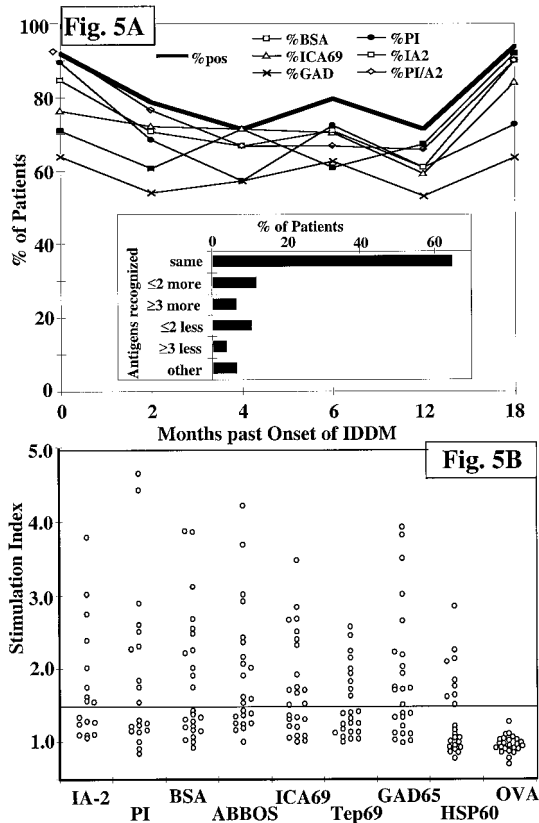 Fig. 5A
100
80
60
40
20
0
% of Patients
%pos
%BSA
%PI
%ICA69
%IA2
%GAD
%PI/A2
% of Patients
0
20
40
60
Antigens recognized
same
≤2 more
≥3 more
≤2 less
≥3 less
other
0
2
4
6
12
18
Months past Onset of IDDM
Fig. 5B
5.0
4.0
3.0
2.0
1.0
Stimulation Index
IA-2
PI
BSA
ABBOS
ICA69
Tep69
GAD65
HSP60
OVA